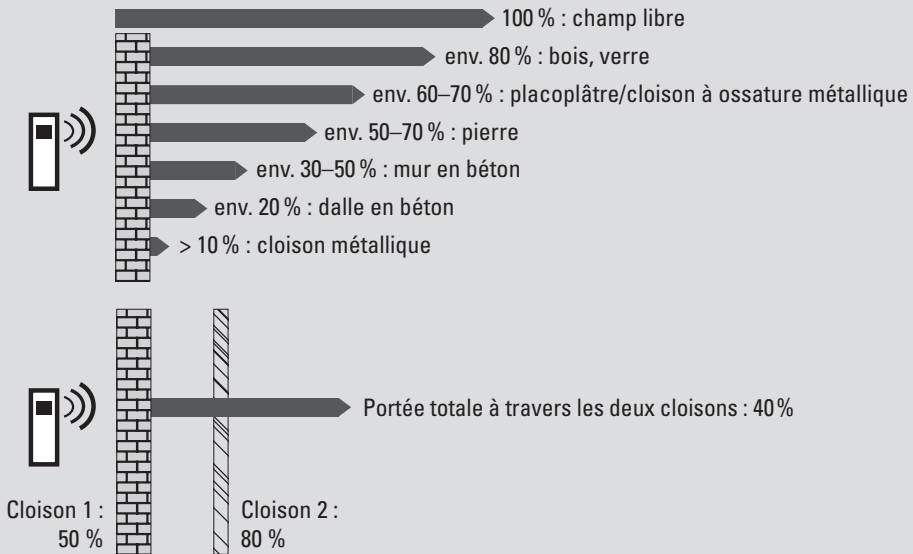 100 % : champ libre
env. 80 % : bois, verre
env. 60–70 % : placoplâtre/cloison à ossature métallique
env. 50–70 % : pierre
env. 30–50 % : mur en béton
env. 20 % : dalle en béton
> 10 % : cloison métallique
Portée totale à travers les deux cloisons : 40 %
Cloison 1 :
50 %
Cloison 2 :
80 %